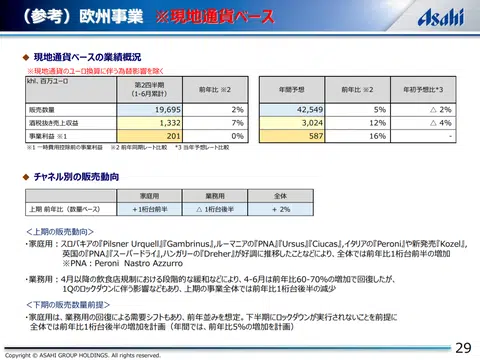 （参考）欧州事業　※現地通貨ベース
Asahi
◆ 現地通貨ベースの業績概況
※現地通貨のユーロ換算に伴う為替影響を除く
khl、百万ユーロ 第2四半期 (1-6月累計) 前年比 ※2 年間予想 前年比 ※2 年初予想比*3
販売数量 19,695 2% 42,549 5% △ 2%
酒税抜き売上収益 1,332 7% 3,024 12% △ 4%
事業利益 ※1 201 0% 587 16% -
※1 一時費用控除前の事業利益　※2 前年同期レート比較　*3 当年予想レート比較
◆ チャネル別の販売動向
家庭用 業務用 全体
上期 前年比（数量ベース） ＋1桁台前半 △ 1桁台後半 ＋ 2%
＜上期の販売動向＞
・家庭用：スロバキアの『Pilsner Urquell』『Gambrinus』、ルーマニアの『PNA』『Ursus』『Ciucas』、イタリアの『Peroni』や新発売『Kozel』、
英国の『PNA』『スーパードライ』、ハンガリーの『Dreher』が好調に推移したことなどにより、全体では前年比1桁台前半の増加
※PNA：Peroni Nastro Azzurro
・業務用：4月以降の飲食店規制における段階的な緩和などにより、4-6月は前年比60-70%の増加で回復したが、
1Qのロックダウンに伴う影響などもあり、上期の事業全体では前年比1桁台後半の減少
＜下期の販売数量前提＞
・家庭用は、業務用の回復による需要シフトもあり、前年並みを想定。下半期にロックダウンが実行されないことを前提に
全体では前年比1桁台後半の増加を計画（年間では、前年比5%の増加を計画）
Copyright © ASAHI GROUP HOLDINGS. All rights reserved.
29